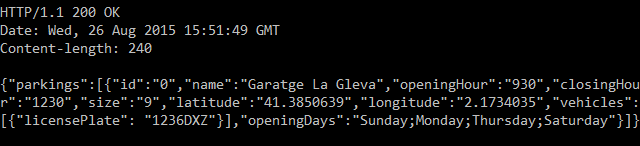 HTTP/1.1 200 OK
Date: Wed, 26 Aug 2015 15:51:49 GMT
Content-length: 240

{"parkings":[{"id":"0","name":"Garatge La Gleva","openingHour":"930","closingHou
r":"1230","size":"9","latitude":"41.3850639","longitude":"2.1734035","vehicles":
[{"licensePlate": "1236DXZ"}],"openingDays":"Sunday;Monday;Thursday;Saturday"}]}